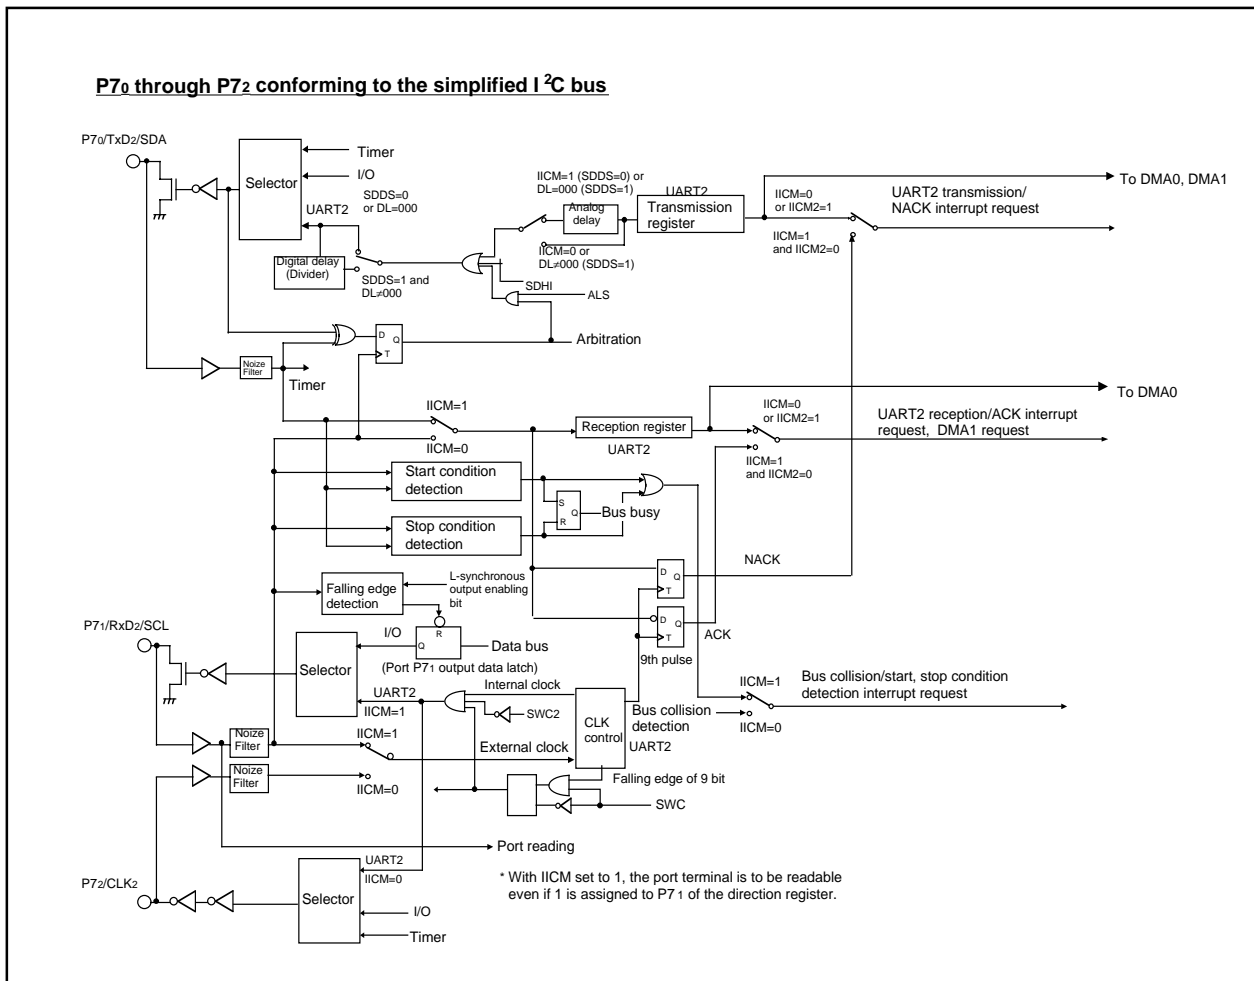 P70 through P72 conforming to the simplified I 2C bus
P70/TxD2/SDA
Selector
Timer
I/O
SDDS=0
or DL=000
UART2
Digital delay
(Divider)
SDDS=1 and
DL≠000
IICM=1 (SDDS=0) or
DL=000 (SDDS=1)
Analog
delay
IICM=0 or
DL≠000 (SDDS=1)
SDHI
ALS
UART2
Transmission
register
IICM=0
or IICM2=1
IICM=1
and IICM2=0
To DMA0, DMA1
UART2 transmission/
NACK interrupt request
D
Q
T
Arbitration
Noize
Filter
Timer
IICM=1
IICM=0
Reception register
UART2
To DMA0
IICM=0
or IICM2=1
IICM=1
and IICM2=0
UART2 reception/ACK interrupt
request, DMA1 request
Start condition
detection
Stop condition
detection
S
Q
R
Bus busy
NACK
D
Q
T
D
Q
T
ACK
9th pulse
Falling edge
detection
L-synchronous
output enabling
bit
P71/RxD2/SCL
Selector
I/O
R
Q
Data bus
(Port P71 output data latch)
UART2
IICM=1
Internal clock
SWC2
CLK
control
UART2
External clock
Bus collision
detection
IICM=1
IICM=0
Bus collision/start, stop condition
detection interrupt request
Noize
Filter
IICM=1
Noize
Filter
IICM=0
Falling edge of 9 bit
SWC
Port reading
P72/CLK2
Selector
UART2
IICM=0
I/O
Timer
* With IICM set to 1, the port terminal is to be readable
even if 1 is assigned to P71 of the direction register.